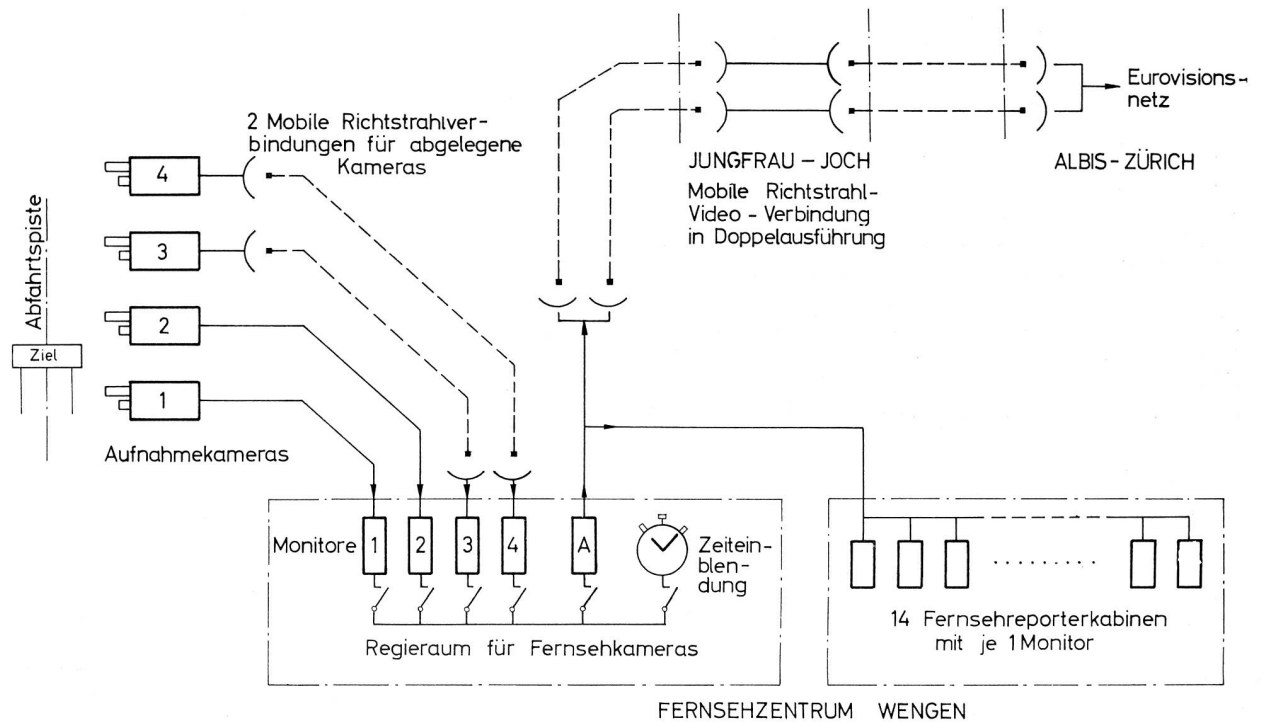 Eurovisions-
netz
2 Mobile Richtstrahlver-
bindungen für abgelegene
Kameras
JUNGFRAU – JOCH
ALBIS – ZÜRICH
Mobile Richtstrahl-
Video – Verbindung
in Doppelausführung
Abfahrtspiste
Ziel
4
3
2
1
Aufnahmekameras
Monitore
1
2
3
4
A
Zeitein-
blen-
dung
Regieraum für Fernsehkameras
14 Fernsehreporterkabinen
mit je 1 Monitor
FERNSEHZENTRUM WENGEN